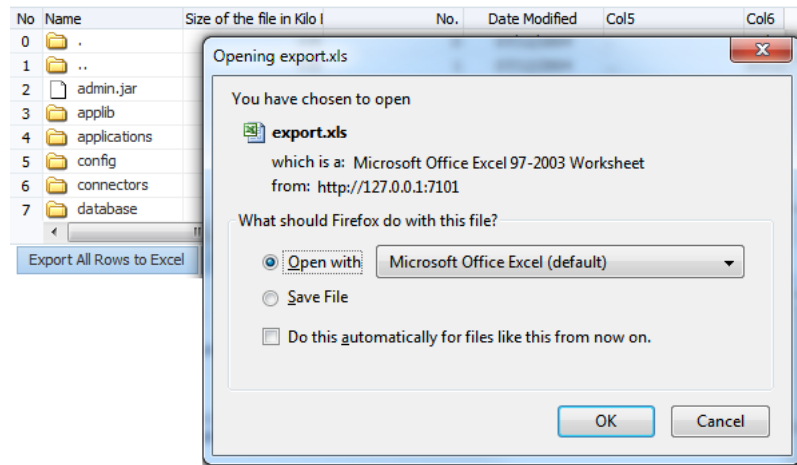 No Name Size of the file in Kilo No. Date Modified Col5 Col6
0 .
1 ..
2 admin.jar
3 applib
4 applications
5 config
6 connectors
7 database
Export All Rows to Excel
Opening export.xls
You have chosen to open
export.xls
which is a: Microsoft Office Excel 97-2003 Worksheet
from: http://127.0.0.1:7101
What should Firefox do with this file?
Open with Microsoft Office Excel (default)
Save File
Do this automatically for files like this from now on.
OK Cancel